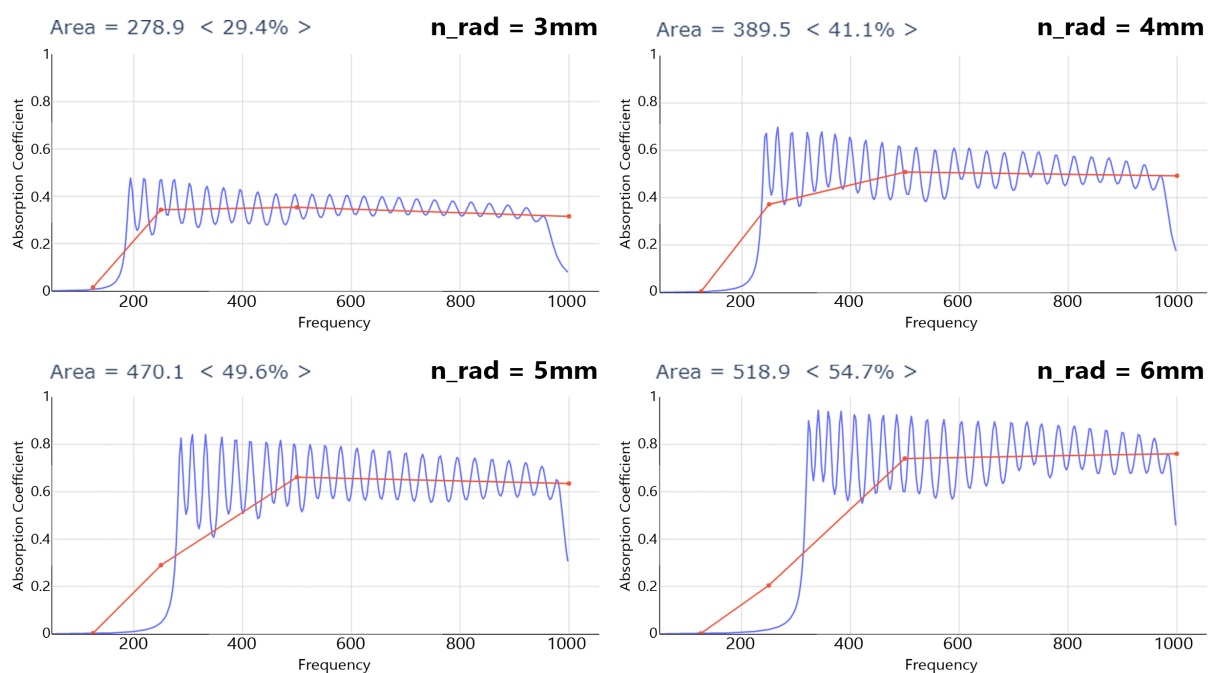 Area = 278.9 < 29.4% >
n_rad = 3mm
1
0.8
0.6
0.4
0.2
0
Absorption Coefficient
200 400 600 800 1000
Frequency
Area = 389.5 < 41.1% >
n_rad = 4mm
1
0.8
0.6
0.4
0.2
0
Absorption Coefficient
200 400 600 800 1000
Frequency
Area = 470.1 < 49.6% >
n_rad = 5mm
1
0.8
0.6
0.4
0.2
0
Absorption Coefficient
200 400 600 800 1000
Frequency
Area = 518.9 < 54.7% >
n_rad = 6mm
1
0.8
0.6
0.4
0.2
0
Absorption Coefficient
200 400 600 800 1000
Frequency